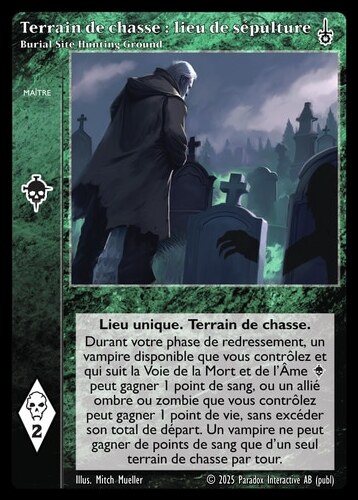 Terrain de chasse : lieu de sépulture
Burial Site Hunting Ground
MAÎTRE
Lieu unique. Terrain de chasse.
Durant votre phase de redressement, un
vampire disponible que vous contrôlez et
qui suit la Voie de la Mort et de l'Âme
peut gagner 1 point de sang, ou un allié
ombre ou zombie que vous contrôlez
peut gagner 1 point de vie, sans excéder
son total de départ. Un vampire ne peut
gagner de points de sang que d'un seul
terrain de chasse par tour.
2
Illus. Mitch Mueller
© 2025 Paradox Interactive AB (publ)